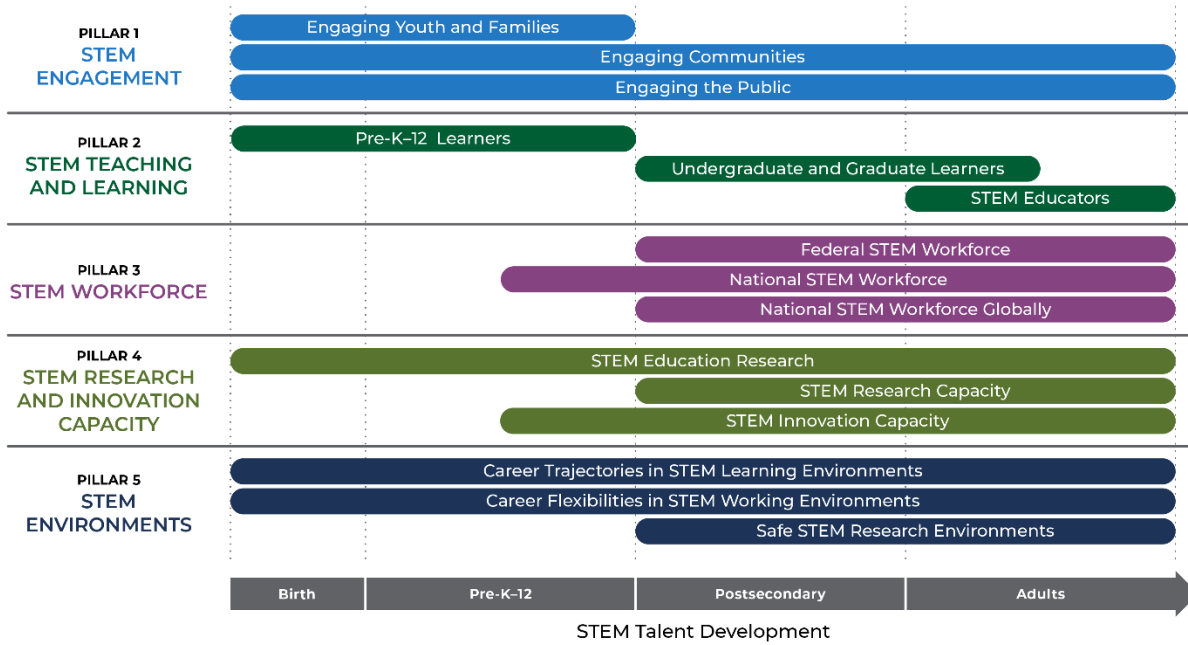 PILLAR 1
STEM
ENGAGEMENT
Engaging Youth and Families
Engaging Communities
Engaging the Public
PILLAR 2
STEM TEACHING
AND LEARNING
Pre-K–12 Learners
Undergraduate and Graduate Learners
STEM Educators
PILLAR 3
STEM WORKFORCE
Federal STEM Workforce
National STEM Workforce
National STEM Workforce Globally
PILLAR 4
STEM RESEARCH
AND INNOVATION
CAPACITY
STEM Education Research
STEM Research Capacity
STEM Innovation Capacity
PILLAR 5
STEM
ENVIRONMENTS
Career Trajectories in STEM Learning Environments
Career Flexibilities in STEM Working Environments
Safe STEM Research Environments
Birth Pre-K–12 Postsecondary Adults
STEM Talent Development